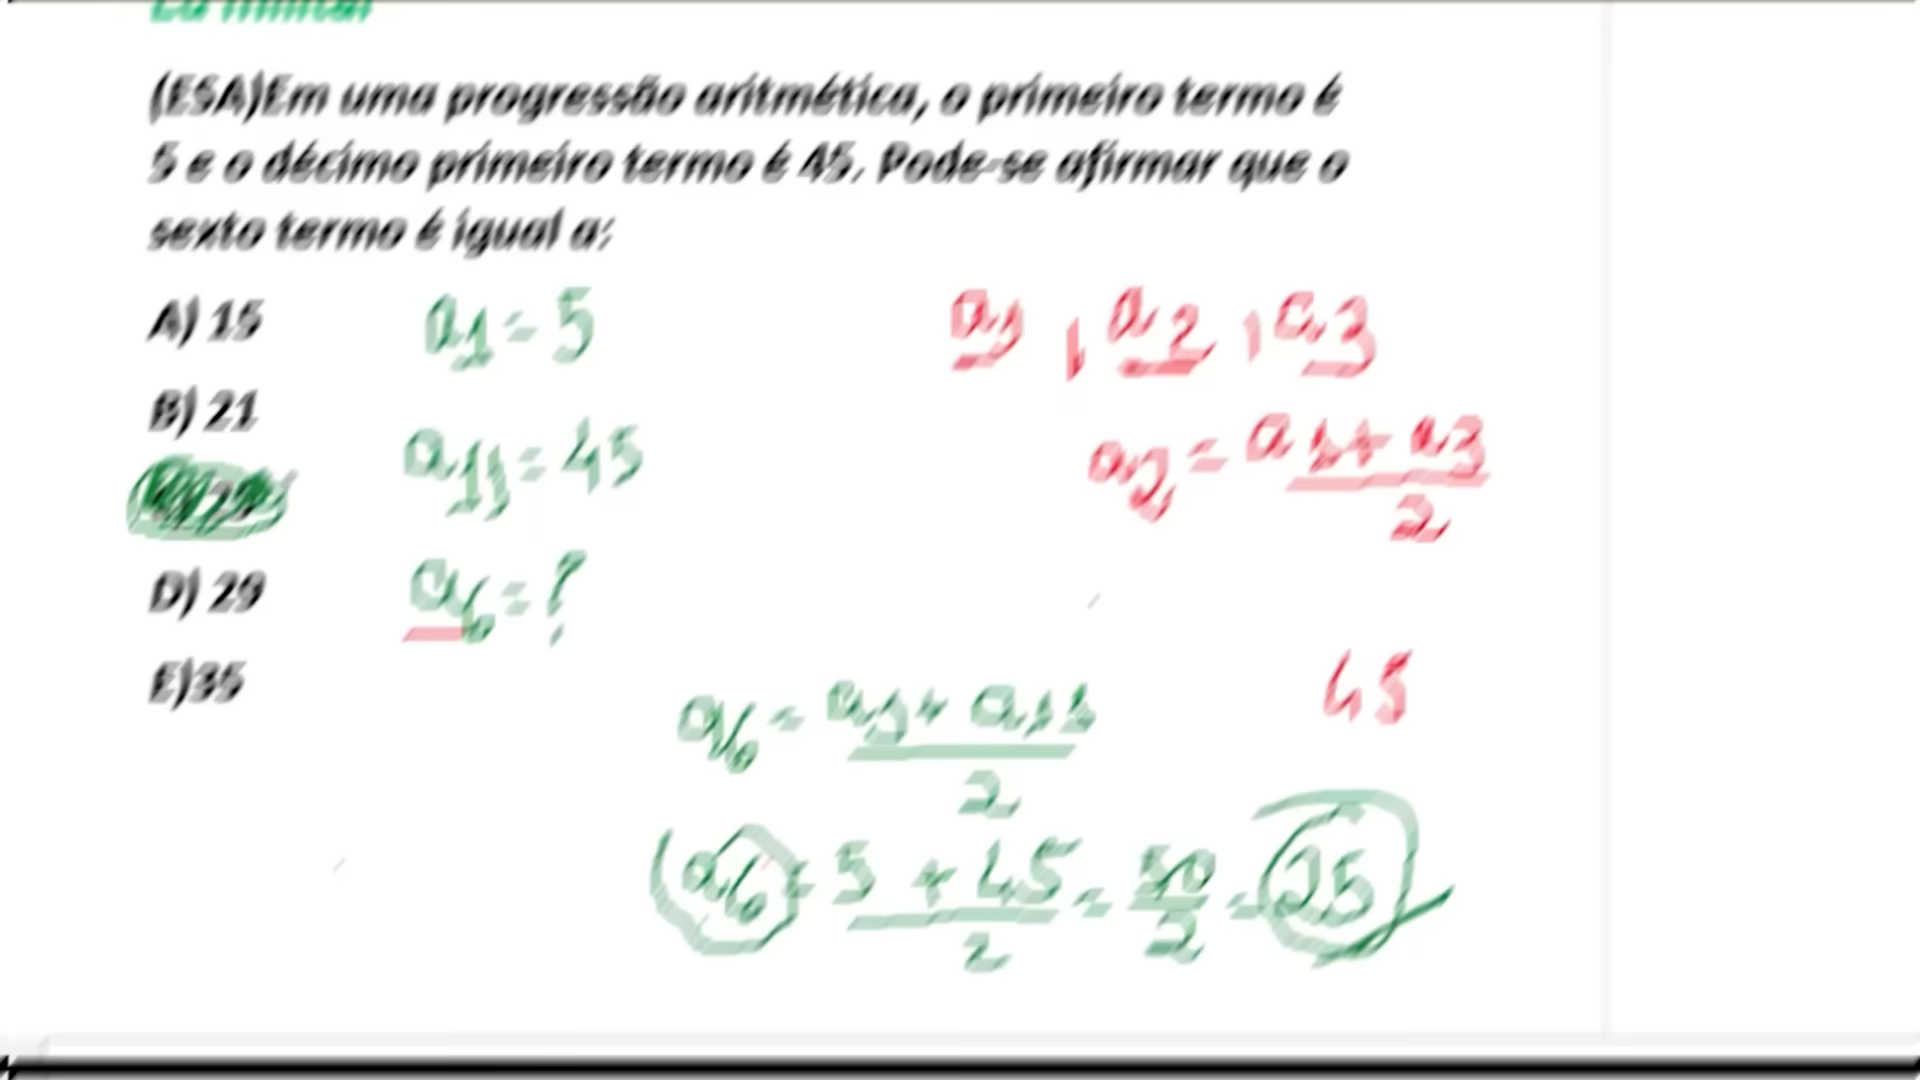 (ESA)Em uma progressão aritmética, o primeiro termo é
5 e o décimo primeiro termo é 45. Pode-se afirmar que o
sexto termo é igual a:
A) 15
B) 21
D) 29
E)35
a1 = 5
a11 = 45
a6 = ?
a1 , a2 , a3
a2 = a1 + a3
2
45
a6 = a1 + a11
2
a6 = 5 + 45 = 50 = 25
2 2